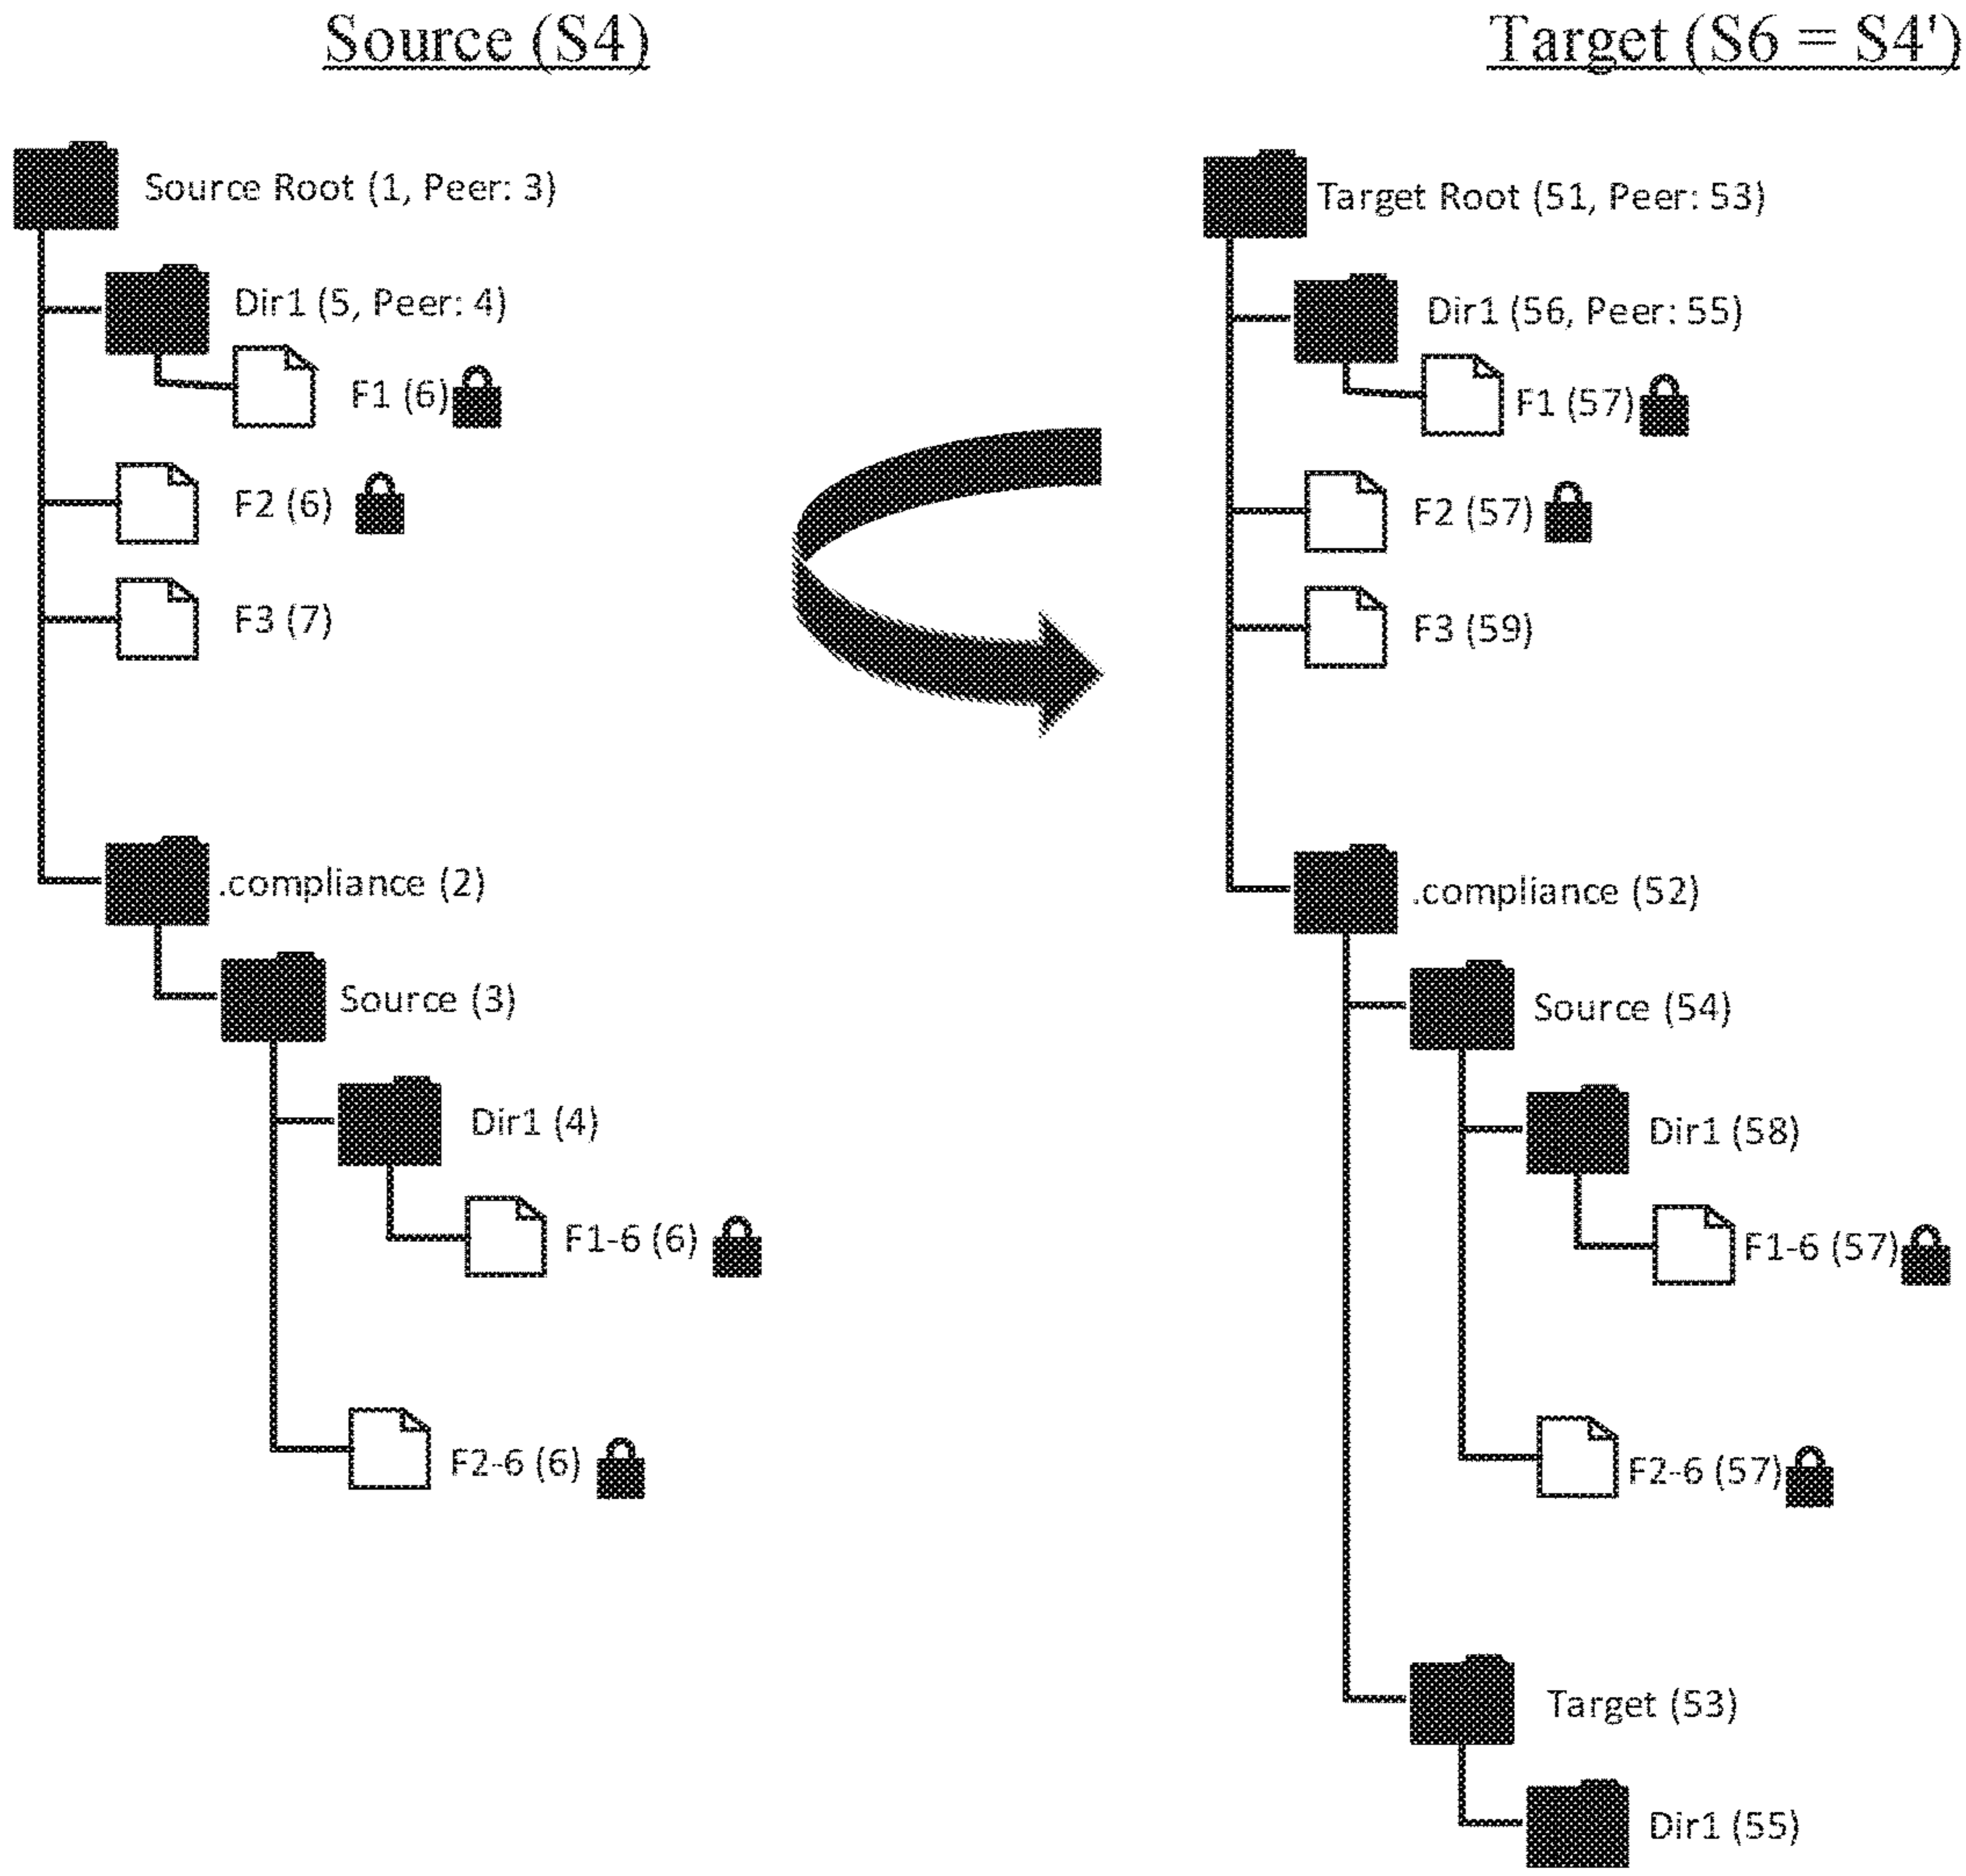 Source (S4)
Source Root (1, Peer: 3)
Dir1 (5, Peer: 4)
F1 (6)
F2 (6)
F3 (7)
.compliance (2)
Source (3)
Dir1 (4)
F1-6 (6)
F2-6 (6)
Target (S6 = S4')
Target Root (51, Peer: 53)
Dir1 (56, Peer: 55)
F1 (57)
F2 (57)
F3 (59)
.compliance (52)
Source (54)
Dir1 (58)
F1-6 (57)
F2-6 (57)
Target (53)
Dir1 (55)